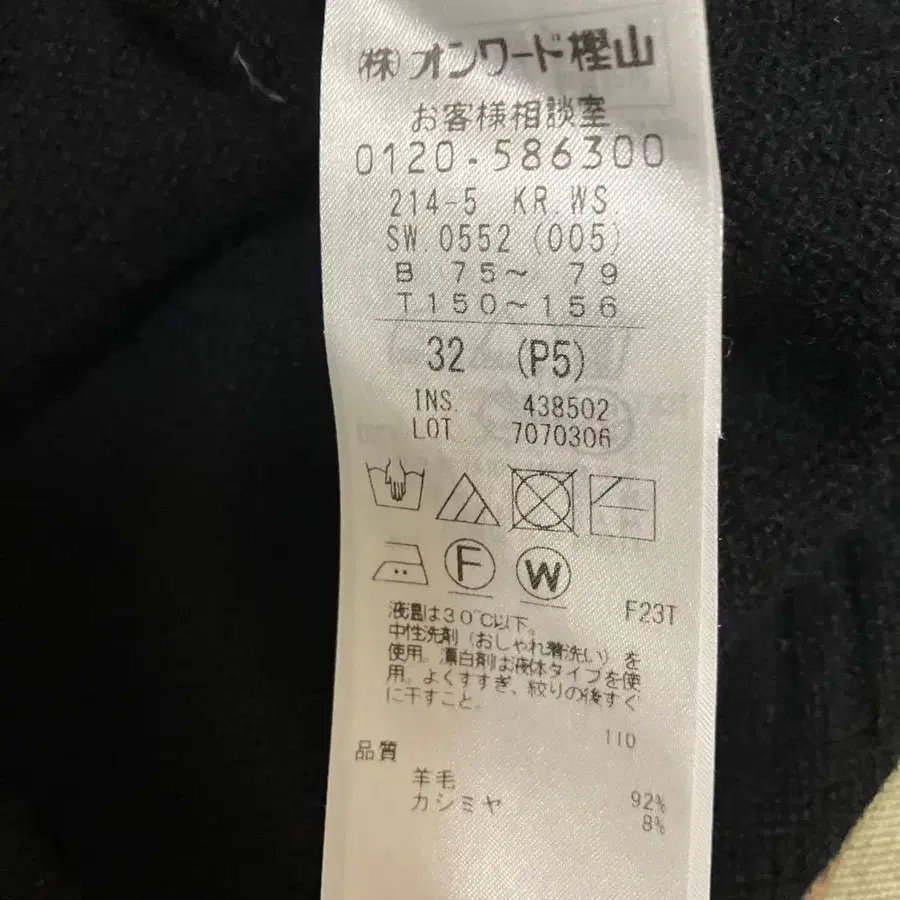 (株)オンワード樫山
お客様相談室
0120-586300
214-5 KR.WS.
SW.0552 (005)
B 75～ 79
T150～156
32 (P5)
INS. 438502
LOT 7070306
F W
F23T
液温は30℃以下。
中性洗剤（おしゃれ着洗い）を
使用。漂白剤は液体タイプを使
用。よくすすぎ、絞りの後すぐ
に干すこと。
110
品質
羊毛 92%
カシミヤ 8%